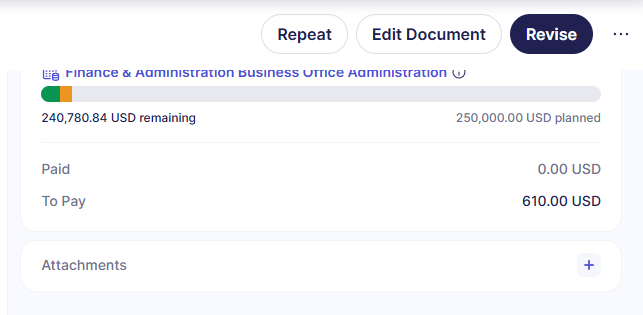 Repeat Edit Document Revise
Finance & Administration Business Office Administration
240,780.84 USD remaining 250,000.00 USD planned
Paid 0.00 USD
To Pay 610.00 USD
Attachments +